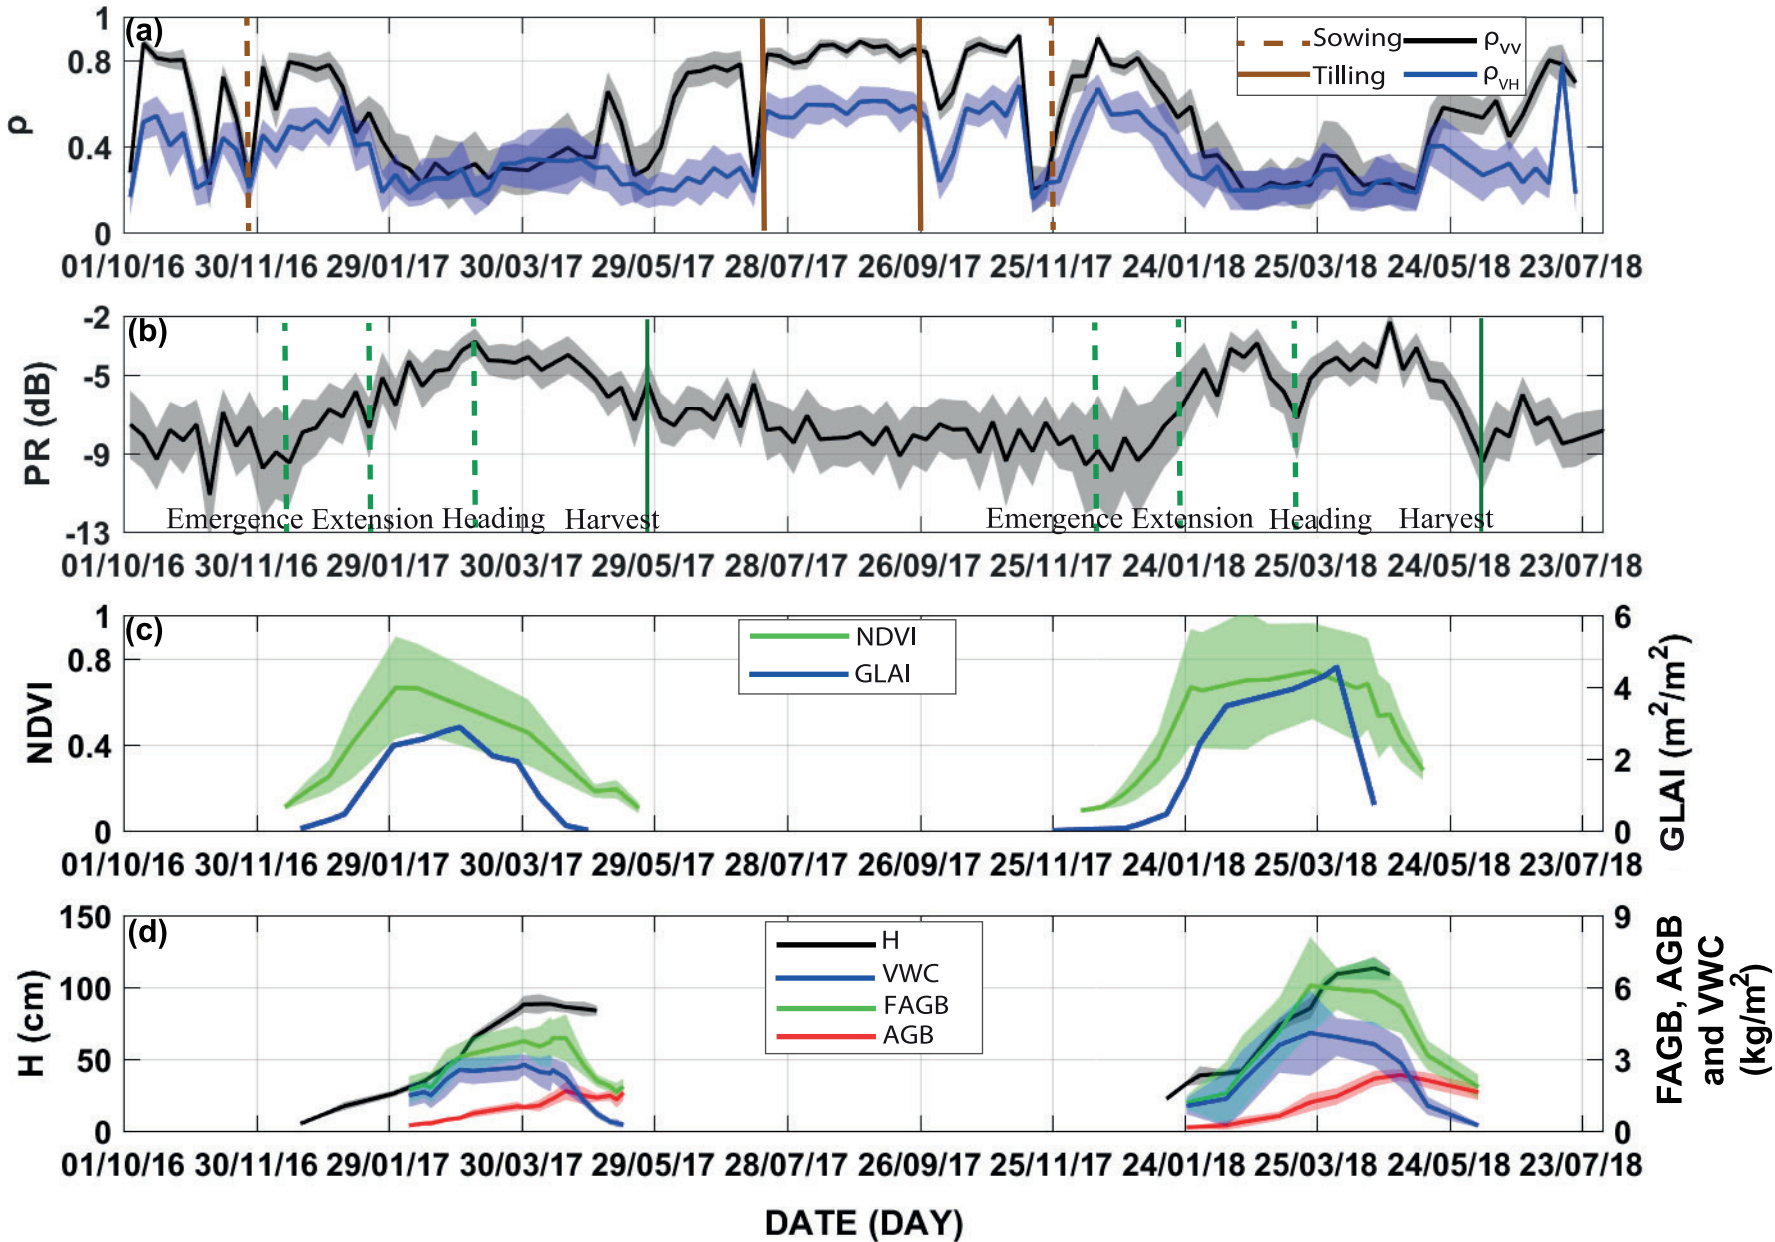 (a)
1
0.8
0.4
0
ρ
Sowing
ρVV
Tilling
ρVH
01/10/16 30/11/16 29/01/17 30/03/17 29/05/17 28/07/17 26/09/17 25/11/17 24/01/18 25/03/18 24/05/18 23/07/18
(b)
-2
-5
-9
-13
PR (dB)
Emergence Extension Heading Harvest Emergence Extension Heading Harvest
01/10/16 30/11/16 29/01/17 30/03/17 29/05/17 28/07/17 26/09/17 25/11/17 24/01/18 25/03/18 24/05/18 23/07/18
(c)
1
0.8
0.4
0
NDVI
NDVI
GLAI
6
4
2
0
GLAI (m2/m2)
01/10/16 30/11/16 29/01/17 30/03/17 29/05/17 28/07/17 26/09/17 25/11/17 24/01/18 25/03/18 24/05/18 23/07/18
(d)
150
100
50
0
H (cm)
H
VWC
FAGB
AGB
9
6
3
0
FAGB, AGB
and VWC
(kg/m2)
01/10/16 30/11/16 29/01/17 30/03/17 29/05/17 28/07/17 26/09/17 25/11/17 24/01/18 25/03/18 24/05/18 23/07/18
DATE (DAY)